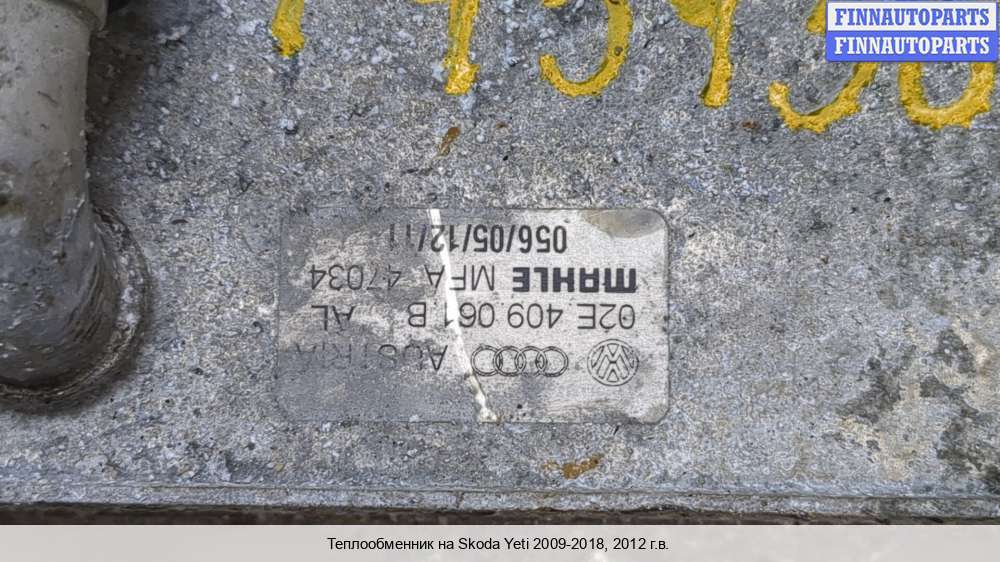 FINNAUTOPARTS
FINNAUTOPARTS
AUSTRIA
02E 409 061 B AL
MAHLE MFA 47034
056/05/12/11
Теплообменник на Skoda Yeti 2009-2018, 2012 г.в.